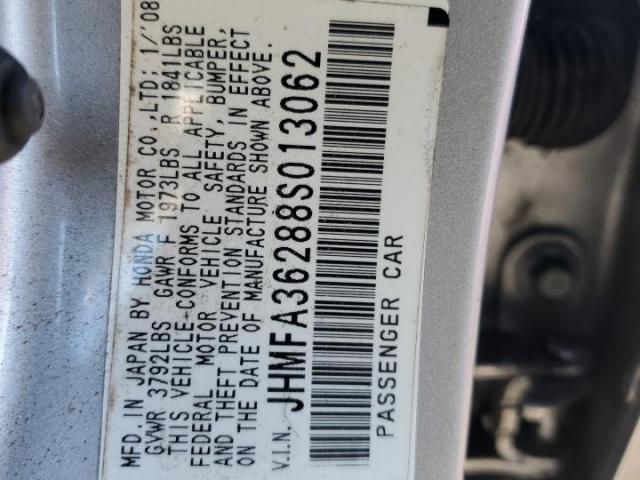 MFD. IN JAPAN BY HONDA MOTOR CO.,LTD; 1/'08
GVWR 3792LBS GAWR F 1973LBS R 1841LBS
THIS VEHICLE CONFORMS TO ALL APPLICABLE
FEDERAL MOTOR VEHICLE SAFETY, BUMPER,
AND THEFT PREVENTION STANDARDS IN EFFECT
ON THE DATE OF MANUFACTURE SHOWN ABOVE.
V.I.N. JHMFA36288S013062
PASSENGER CAR